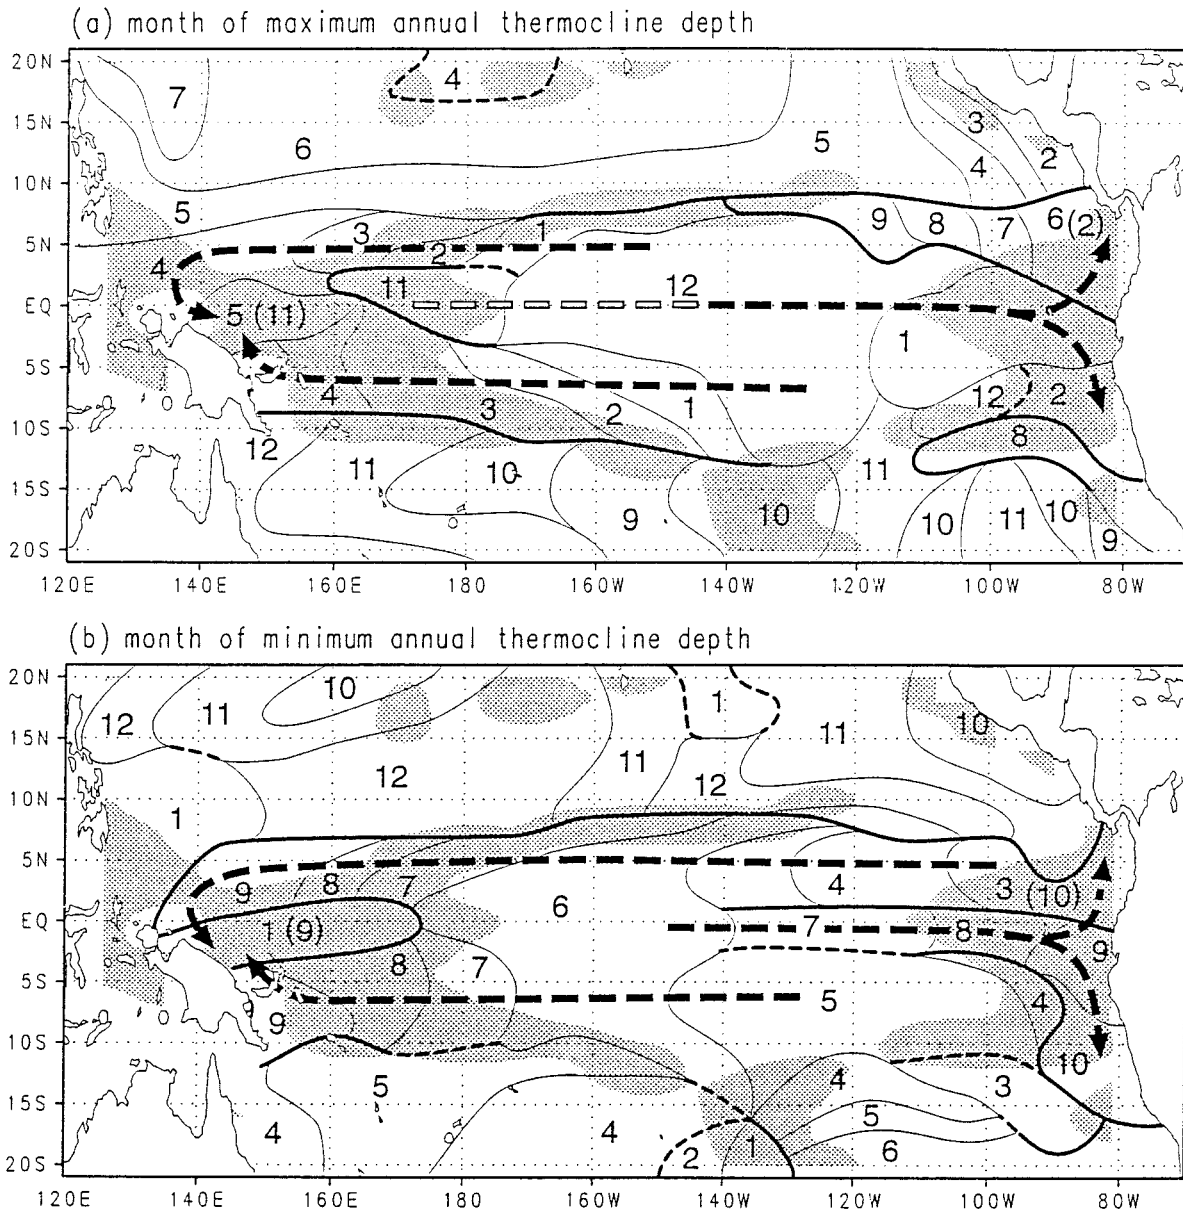 (a) month of maximum annual thermocline depth
20N 4
7
15N 3
6 5 2
4
10N
5 9 8 7 6(2)
3 1
5N 2
4 11 12
EQ 5 (11)
1
5S
4 3 2 1 12 2
10S 8
12 11 10 11
15S
9 10 10 11 10
9
20S
120E 140E 160E 180 160W 140W 120W 100W 80W
(b) month of minimum annual thermocline depth
20N 10 1
12 11 11 10
15N 11
12 12
10N
1
5N
9 8 7 4 3 (10)
6
EQ 1 (9) 7 8
9
8 7
5S 5 4
9
10S 10
5 4 3
15S 5
4 4 6
2 1
20S
120E 140E 160E 180 160W 140W 120W 100W 80W